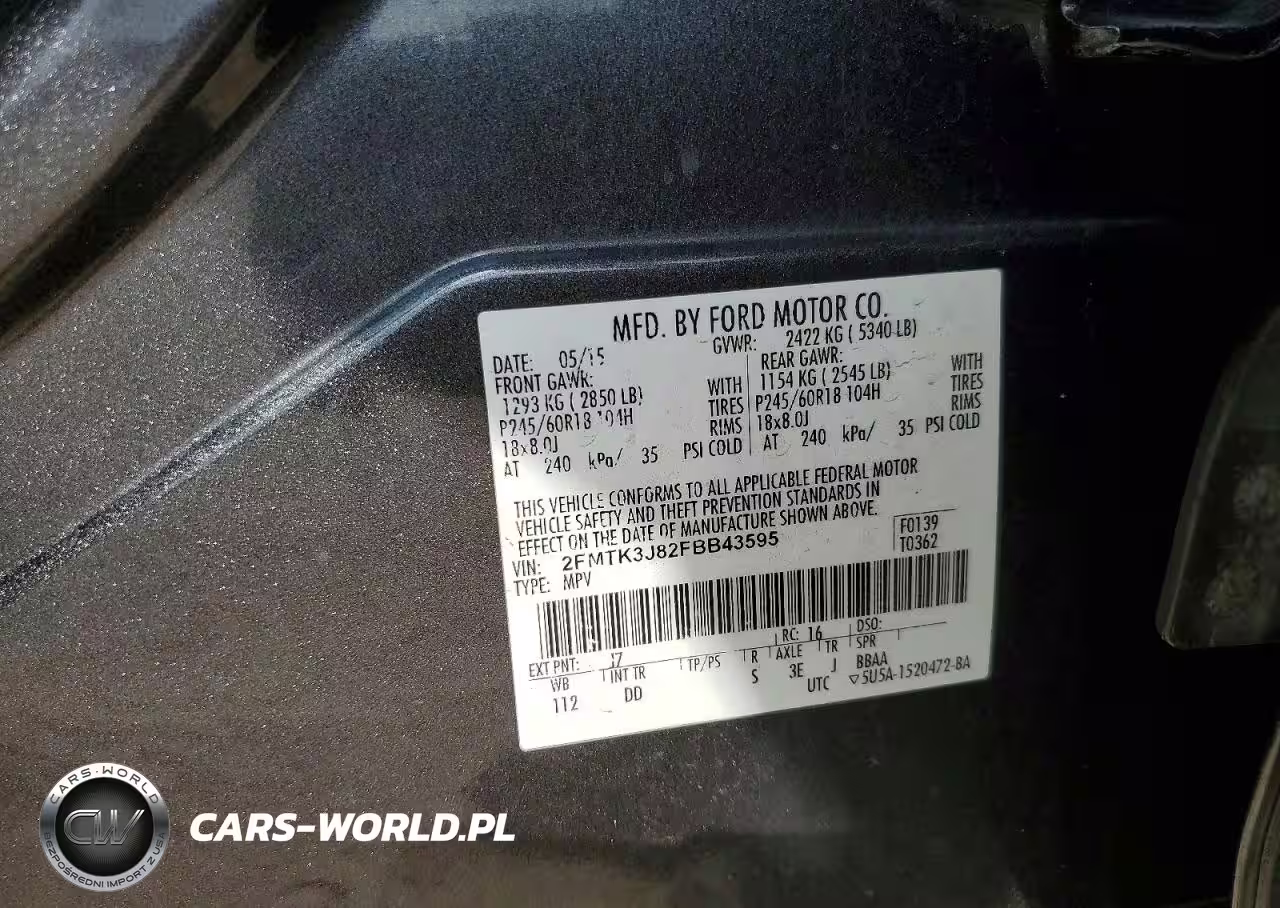 MFD. BY FORD MOTOR CO.
DATE: 05/15 GVWR: 2422 KG ( 5340 LB)
FRONT GAWR: REAR GAWR:
1293 KG ( 2850 LB) WITH 1154 KG ( 2545 LB) WITH
P245/60R18 104H TIRES P245/60R18 104H TIRES
18x8.0J RIMS 18x8.0J RIMS
AT 240 kPa/ 35 PSI COLD AT 240 kPa/ 35 PSI COLD
THIS VEHICLE CONFORMS TO ALL APPLICABLE FEDERAL MOTOR
VEHICLE SAFETY AND THEFT PREVENTION STANDARDS IN
EFFECT ON THE DATE OF MANUFACTURE SHOWN ABOVE.
VIN: 2FMTK3J82FBB43595 F0139
TYPE: MPV T0362
EXT PNT: J7 RC: 16 DSO:
WB INT TR TP/PS R AXLE TR SPR
112 DD S 3E J BBAA
UTC ▽5U5A-1520472-BA
CARS-WORLD
CW
BEZPOŚREDNI IMPORT Z USA
CARS-WORLD.PL